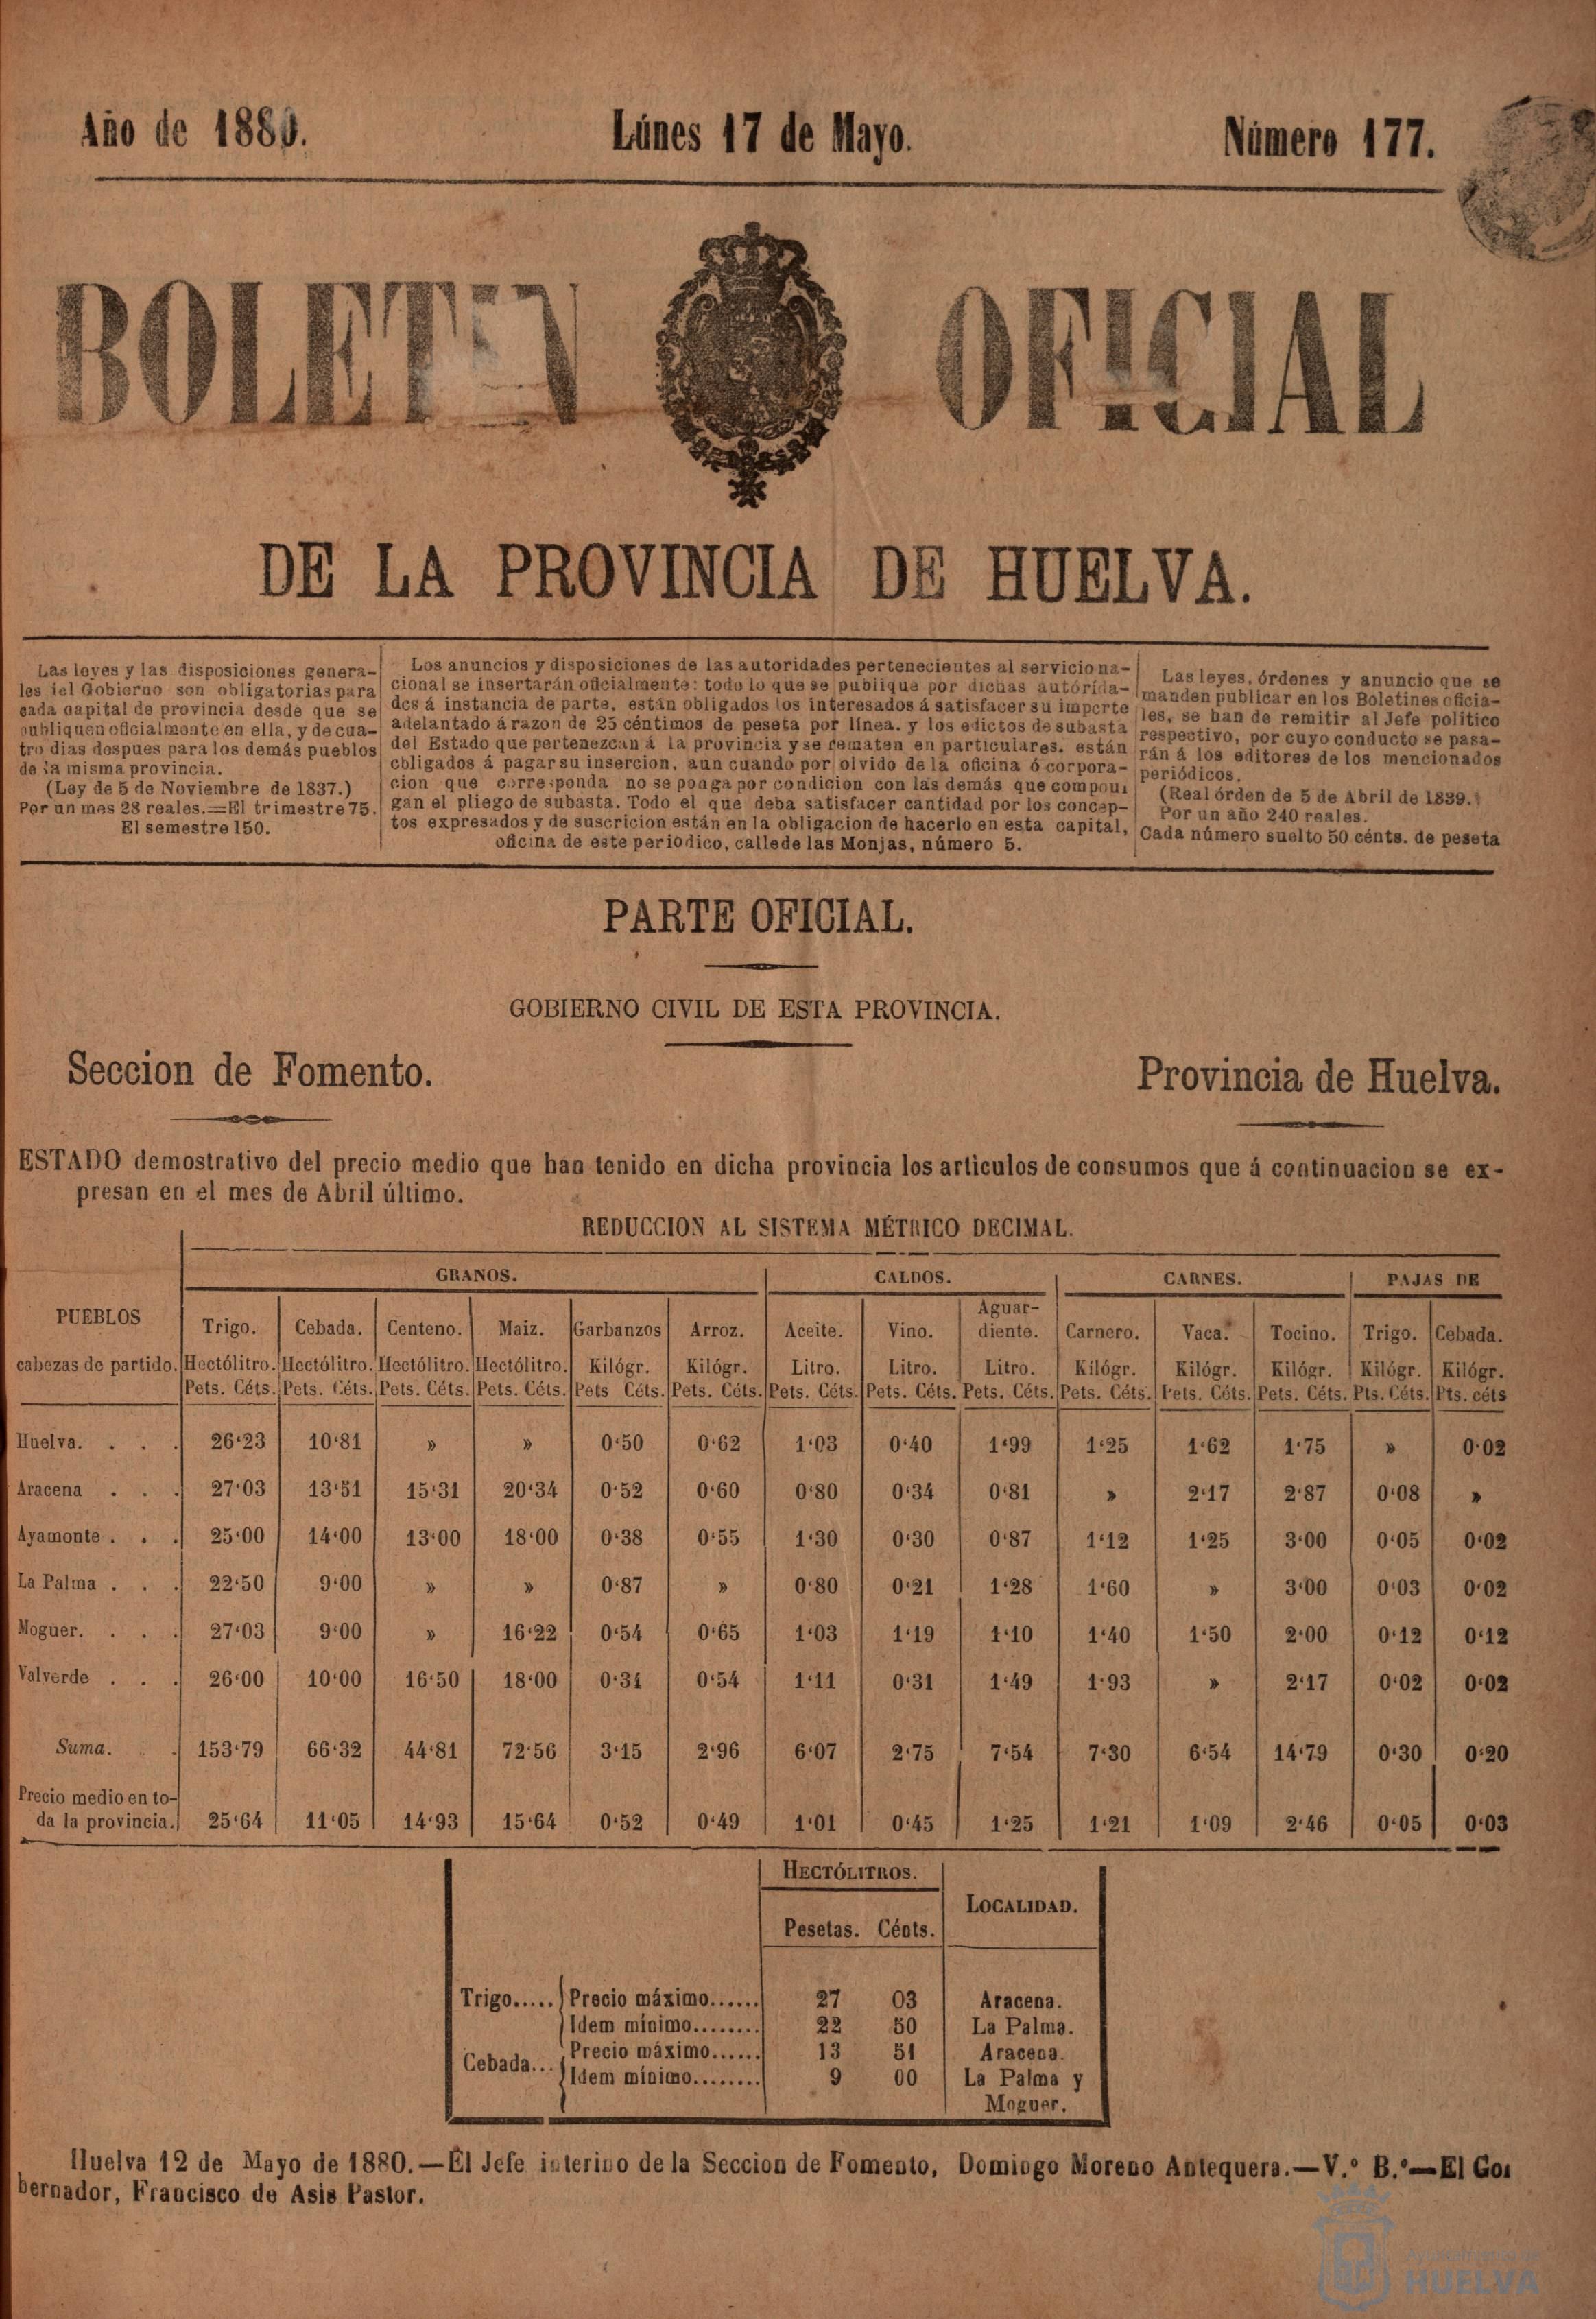 Año de 1880. Lúnes 17 de Mayo. Número 177.
BOLETIN OFICIAL
DE LA PROVINCIA DE HUELVA.
Las leyes y las disposiciones genera-
les del Gobierno son obligatorias para
cada capital de provincia desde que se
publiquen oficialmente en ella, y de cua-
tro dias despues para los demás pueblos
de la misma provincia.
(Ley de 5 de Noviembre de 1837.)
Por un mes 28 reales.=El trimestre 75.
El semestre 150.
Los anuncios y disposiciones de las autoridades pertenecientes al servicio na-
cional se insertarán oficialmente: todo lo que se publique por dichas autórida-
des á instancia de parte, están obligados los interesados á satisfacer su importe
adelantado á razon de 25 céntimos de peseta por línea. y los edictos de subasta
del Estado que pertenezcan á la provincia y se rematen en particulares. están
obligados á pagar su insercion, aun cuando por olvido de la oficina ó corpora-
cion que corresponda no se ponga por condicion con las demás que compon
gan el pliego de subasta. Todo el que deba satisfacer cantidad por los concep-
tos expresados y de suscricion están en la obligacion de hacerlo en esta capital,
oficina de este periodico, calle de las Monjas, número 5.
Las leyes, órdenes y anuncio que se
manden publicar en los Boletines oficia-
les, se han de remitir al Jefe politico
respectivo, por cuyo conducto se pasa-
rán á los editores de los mencionados
periódicos.
(Real órden de 5 de Abril de 1839.)
Por un año 240 reales.
Cada número suelto 50 cénts. de peseta
PARTE OFICIAL.
GOBIERNO CIVIL DE ESTA PROVINCIA.
Seccion de Fomento. Provincia de Huelva.
ESTADO demostrativo del precio medio que han tenido en dicha provincia los articulos de consumos que á continuacion se ex-
presan en el mes de Abril último.
REDUCCION AL SISTEMA MÉTRICO DECIMAL.
GRANOS. CALDOS. CARNES. PAJAS DE
PUEBLOS Trigo. Cebada. Centeno. Maiz. Garbanzos Arroz. Aceite. Vino. Aguar-diente. Carnero. Vaca. Tocino. Trigo. Cebada.
cabezas de partido. Hectólitro. Hectólitro. Hectólitro. Hectólitro. Kilógr. Kilógr. Litro. Litro. Litro. Kilógr. Kilógr. Kilógr. Kilógr. Kilógr.
Pets. Céts. Pets. Céts. Pets. Céts. Pets. Céts. Pets Céts. Pets. Céts. Pets. Céts. Pets. Céts. Pets. Céts. Pets. Céts. Pets. Céts. Pets. Céts. Pts. Céts. Pts. céts
Huelva. . . . 26'23 10'81 » » 0'50 0'62 1'03 0'40 1'99 1'25 1'62 1'75 » 0'02
Aracena . . . 27'03 13'51 15'31 20'34 0'52 0'60 0'80 0'34 0'81 » 2'17 2'87 0'08 »
Ayamonte . . . 25'00 14'00 13'00 18'00 0'38 0'55 1'30 0'30 0'87 1'12 1'25 3'00 0'05 0'02
La Palma . . . 22'50 9'00 » » 0'87 » 0'80 0'21 1'28 1'60 » 3'00 0'03 0'02
Moguer. . . . 27'03 9'00 » 16'22 0'54 0'65 1'03 1'19 1'10 1'40 1'50 2'00 0'12 0'12
Valverde . . . 26'00 10'00 16'50 18'00 0'34 0'54 1'11 0'31 1'49 1'93 » 2'17 0'02 0'02
Suma. . . 153'79 66'32 44'81 72'56 3'15 2'96 6'07 2'75 7'54 7'30 6'54 14'79 0'30 0'20
Precio medio en to-
da la provincia. 25'64 11'05 14'93 15'64 0'52 0'49 1'01 0'45 1'25 1'21 1'09 2'46 0'05 0'03
HECTÓLITROS. LOCALIDAD.
Pesetas. Cénts.
Trigo..... Precio máximo...... 27 03 Aracena.
Idem mínimo........ 22 50 La Palma.
Cebada... Precio máximo...... 13 51 Aracena.
Idem mínimo........ 9 00 La Palma y
Moguer.
Huelva 12 de Mayo de 1880.—El Jefe interino de la Seccion de Fomento, Domingo Moreno Antequera.—V.º B.º—El Go
bernador, Francisco de Asis Pastor.
HUELVA